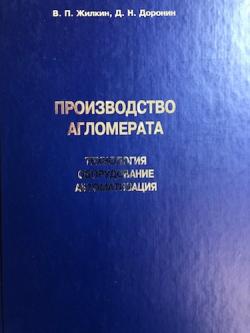 В. П. Жилкин, Д. Н. Доронин
ПРОИЗВОДСТВО
АГЛОМЕРАТА
ТЕХНОЛОГИЯ
ОБОРУДОВАНИЕ
АВТОМАТИЗАЦИЯ